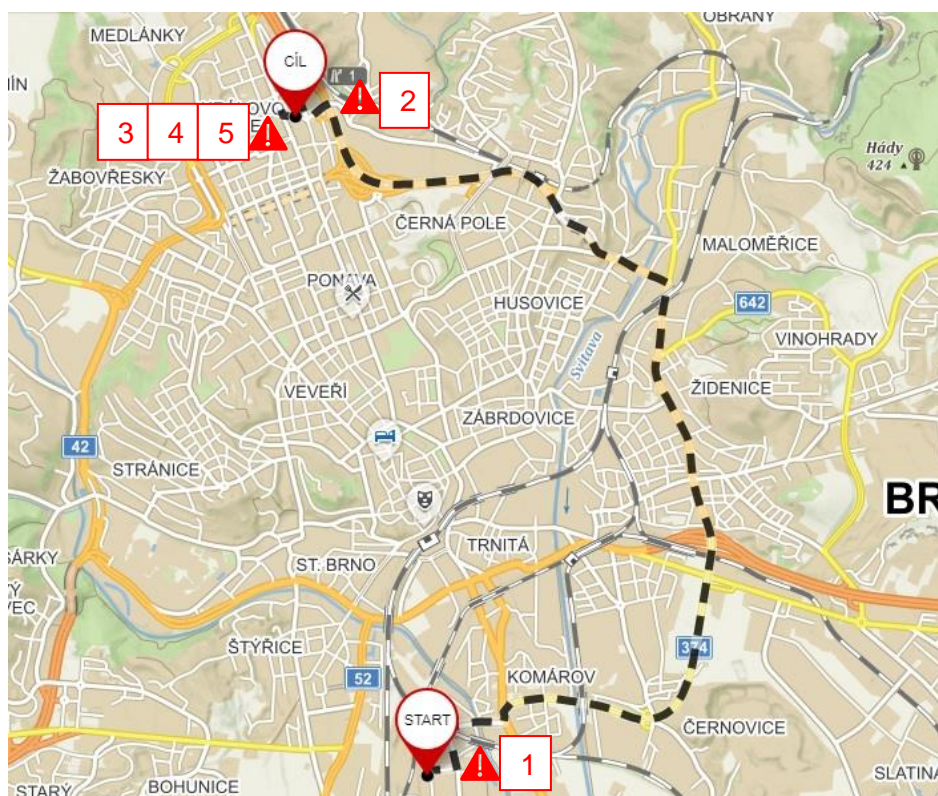 OBŘANY
MEDLÁNKY
CÍL
1
2
3 4 5
Hády
424
ŽABOVŘESKY
ČERNÁ POLE
MALOMĚŘICE
PONAVA
HUSOVICE
642
Svitava
VINOHRADY
VEVEŘÍ
ŽIDENICE
ZÁBRDOVICE
42
STRÁNICE
BR
TRNITÁ
ST. BRNO
ŠTÝŘICE
374
52
KOMÁROV
START
ČERNOVICE
1
SLATINA
STARÝ
BOHUNICE